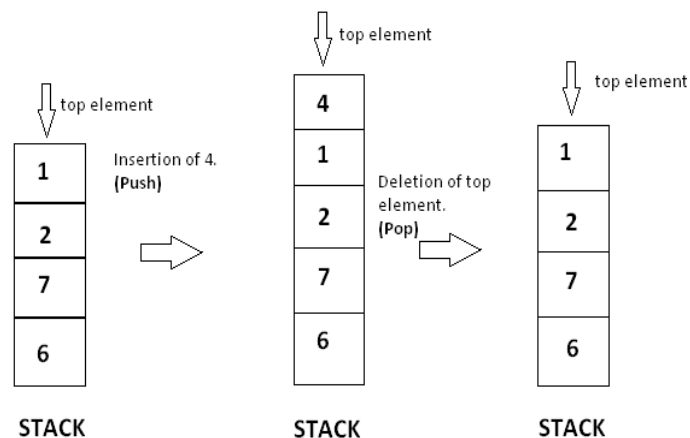 top element
1
2
7
6
STACK
Insertion of 4.
(Push)
top element
4
1
2
7
6
STACK
Deletion of top
element.
(Pop)
top element
1
2
7
6
STACK